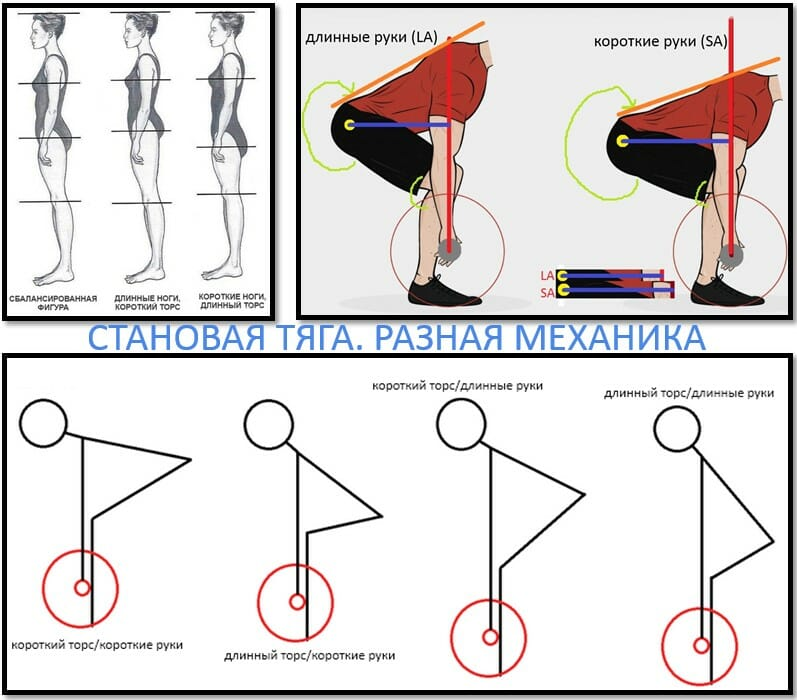 СБАЛАНСИРОВАННАЯ
ФИГУРА
ДЛИННЫЕ НОГИ,
КОРОТКИЙ ТОРС
КОРОТКИЕ НОГИ,
ДЛИННЫЙ ТОРС
длинные руки (LA)
короткие руки (SA)
LA
SA
СТАНОВАЯ ТЯГА. РАЗНАЯ МЕХАНИКА
короткий торс/короткие руки
длинный торс/короткие руки
короткий торс/длинные руки
длинный торс/длинные руки